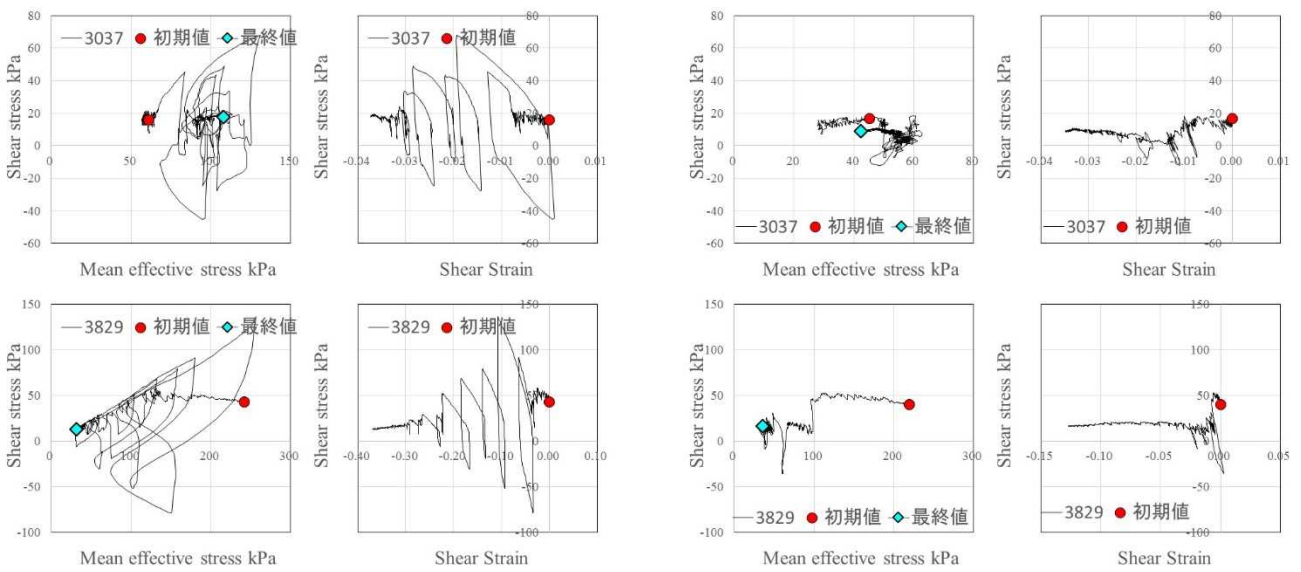 Shear stress kPa
80
60
40
20
0
-20
-40
-60
3037 初期値 最終値
0 50 100 150
Mean effective stress kPa
Shear stress kPa
80
60
40
20
0
-20
-40
-60
3037 初期値
-0.04 -0.03 -0.02 -0.01 0.00 0.01
Shear Strain
Shear stress kPa
80
60
40
20
0
-20
-40
-60
3037 初期値 最終値
0 20 40 60 80
Mean effective stress kPa
Shear stress kPa
80
60
40
20
0
-20
-40
-60
3037 初期値
-0.04 -0.03 -0.02 -0.01 0.00 0.01
Shear Strain
Shear stress kPa
150
100
50
0
-50
-100
3829 初期値 最終値
0 100 200 300
Mean effective stress kPa
Shear stress kPa
150
100
50
0
-50
-100
3829 初期値
-0.40 -0.30 -0.20 -0.10 0.00 0.10
Shear Strain
Shear stress kPa
150
100
50
0
-50
-100
3829 初期値 最終値
0 100 200 300
Mean effective stress kPa
Shear stress kPa
150
100
50
0
-50
-100
3829 初期値
-0.15 -0.10 -0.05 0.00 0.05
Shear Strain